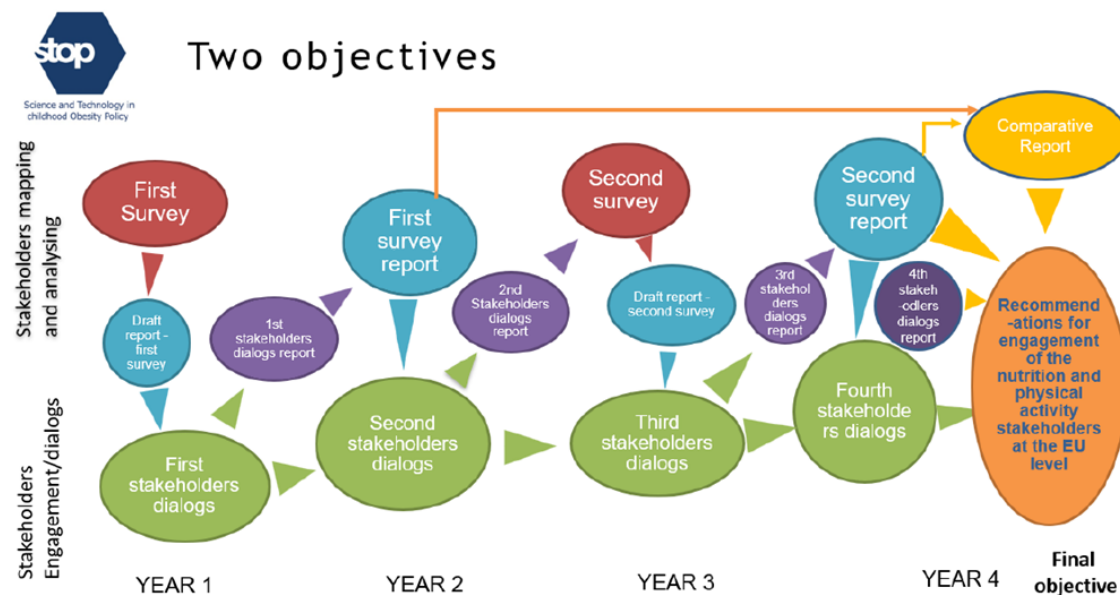 stop
Science and Technology in
childhood Obesity Policy
Two objectives
Stakeholders mapping
and analysing
Stakeholders
Engagement/dialogs
First
Survey
Draft
report -
first
survey
1st
stakeholders
dialogs report
First
stakeholders
dialogs
First
survey
report
2nd
Stakeholders
dialogs
report
Second
stakeholders
dialogs
Second
survey
Draft report -
second survey
Third
stakeholders
dialogs
3rd
stakehol
ders
dialogs
report
Second
survey
report
4th
stakeh
-odlers
dialogs
report
Fourth
stakeholde
rs dialogs
Comparative
Report
Recommend
-ations for
engagement
of the
nutrition and
physical
activity
stakeholders
at the EU
level
YEAR 1
YEAR 2
YEAR 3
YEAR 4
Final
objective